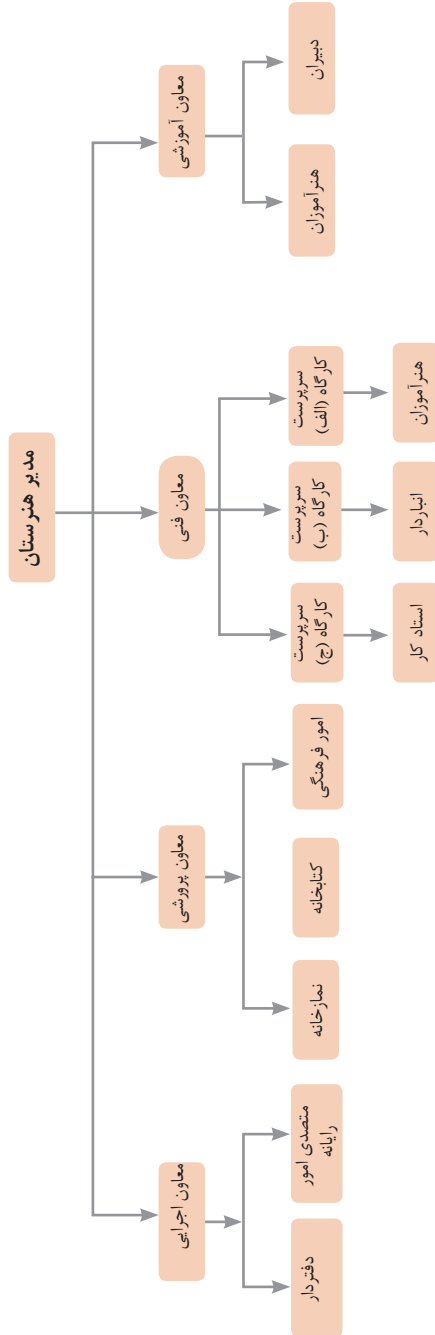 مدیر هنرستان
معاون آموزشی
معاون فنی
معاون پرورشی
معاون اجرایی
دبیران
هنرآموزان
سرپرست
کارگاه (الف)
سرپرست
کارگاه (ب)
سرپرست
کارگاه (ج)
امور فرهنگی
کتابخانه
نمازخانه
متصدی امور
رایانه
دفتردار
هنرآموزان
انباردار
استاد کار